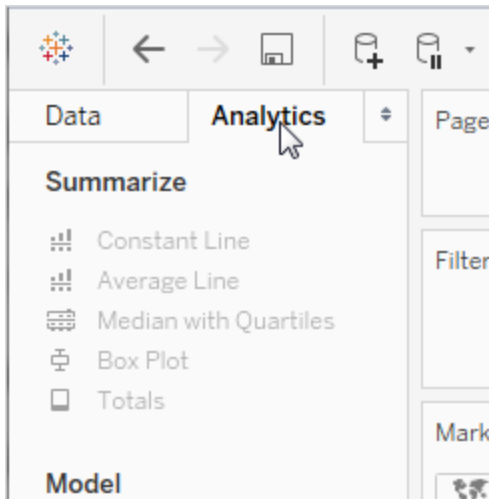 Data
Analytics
Page
Summarize
Constant Line
Average Line
Median with Quartiles
Box Plot
Totals
Filter
Mark
Model